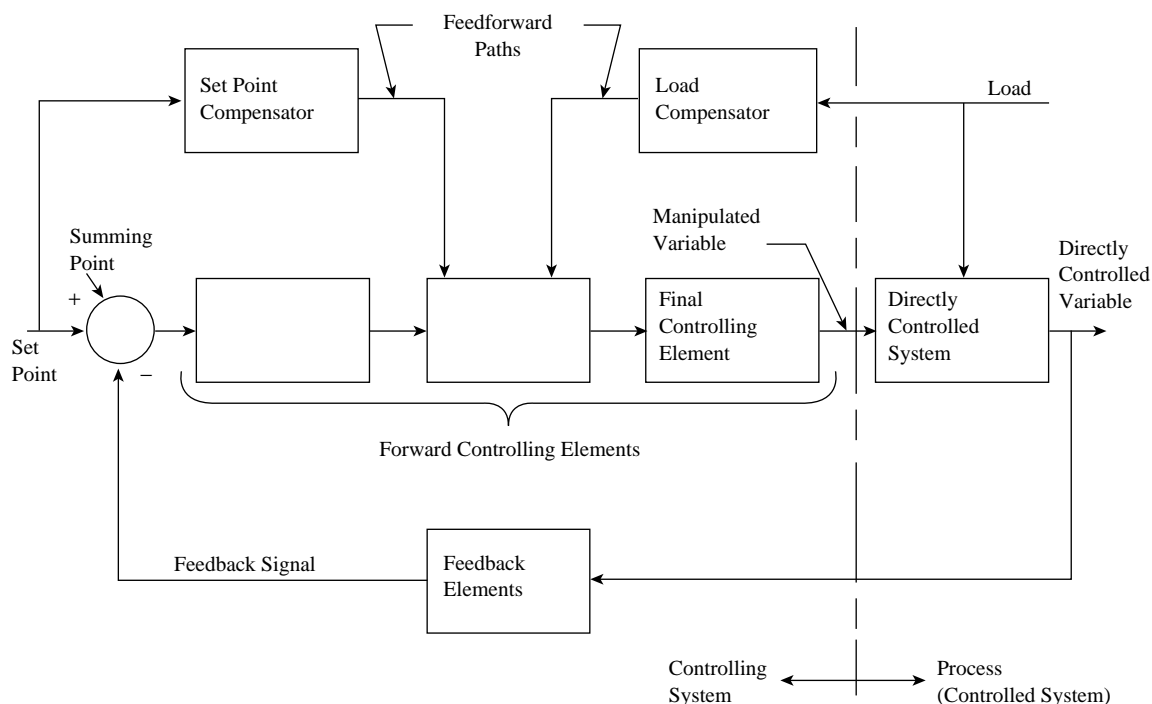 Feedforward
Paths
Set Point
Compensator
Load
Compensator
Load
Summing
Point
Manipulated
Variable
Directly
Controlled
Variable
+
Final
Controlling
Element
Directly
Controlled
System
Set
Point
−
Forward Controlling Elements
Feedback Signal
Feedback
Elements
Controlling
System
Process
(Controlled System)